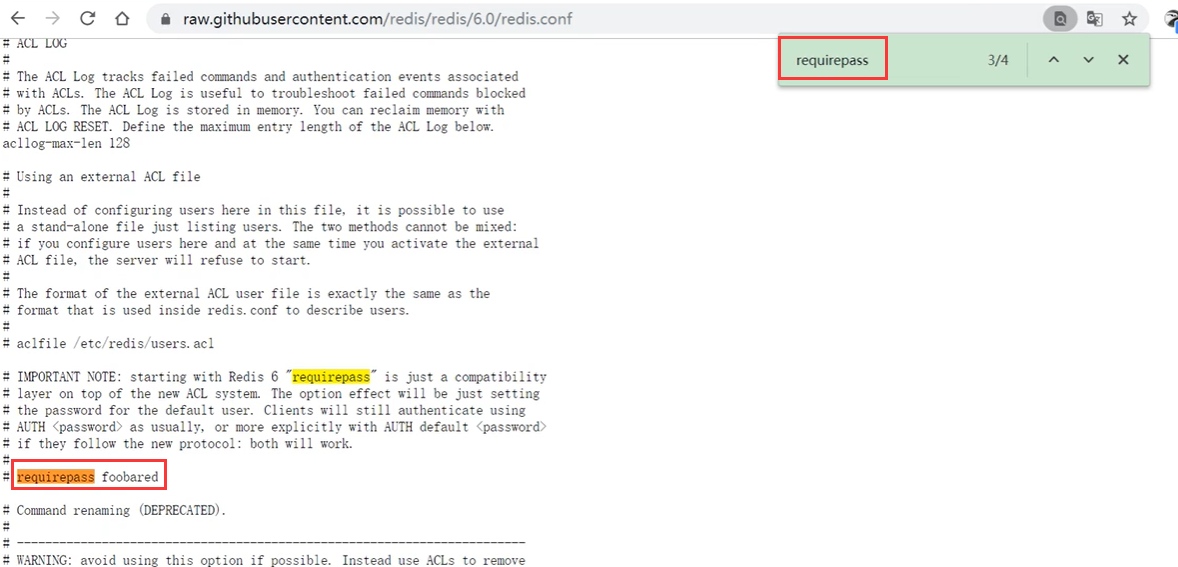 raw.githubusercontent.com/redis/redis/6.0/redis.conf
requirepass 3/4
# ACL LOG
#
# The ACL Log tracks failed commands and authentication events associated
# with ACLs. The ACL Log is useful to troubleshoot failed commands blocked
# by ACLs. The ACL Log is stored in memory. You can reclaim memory with
# ACL LOG RESET. Define the maximum entry length of the ACL Log below.
acllog-max-len 128
# Using an external ACL file
#
# Instead of configuring users here in this file, it is possible to use
# a stand-alone file just listing users. The two methods cannot be mixed:
# if you configure users here and at the same time you activate the external
# ACL file, the server will refuse to start.
#
# The format of the external ACL user file is exactly the same as the
# format that is used inside redis.conf to describe users.
#
# aclfile /etc/redis/users.acl
# IMPORTANT NOTE: starting with Redis 6 "requirepass" is just a compatibility
# layer on top of the new ACL system. The option effect will be just setting
# the password for the default user. Clients will still authenticate using
# AUTH <password> as usually, or more explicitly with AUTH default <password>
# if they follow the new protocol: both will work.
#
# requirepass foobared
# Command renaming (DEPRECATED).
#
# ------------------------------------------------------------------------
# WARNING: avoid using this option if possible. Instead use ACLs to remove